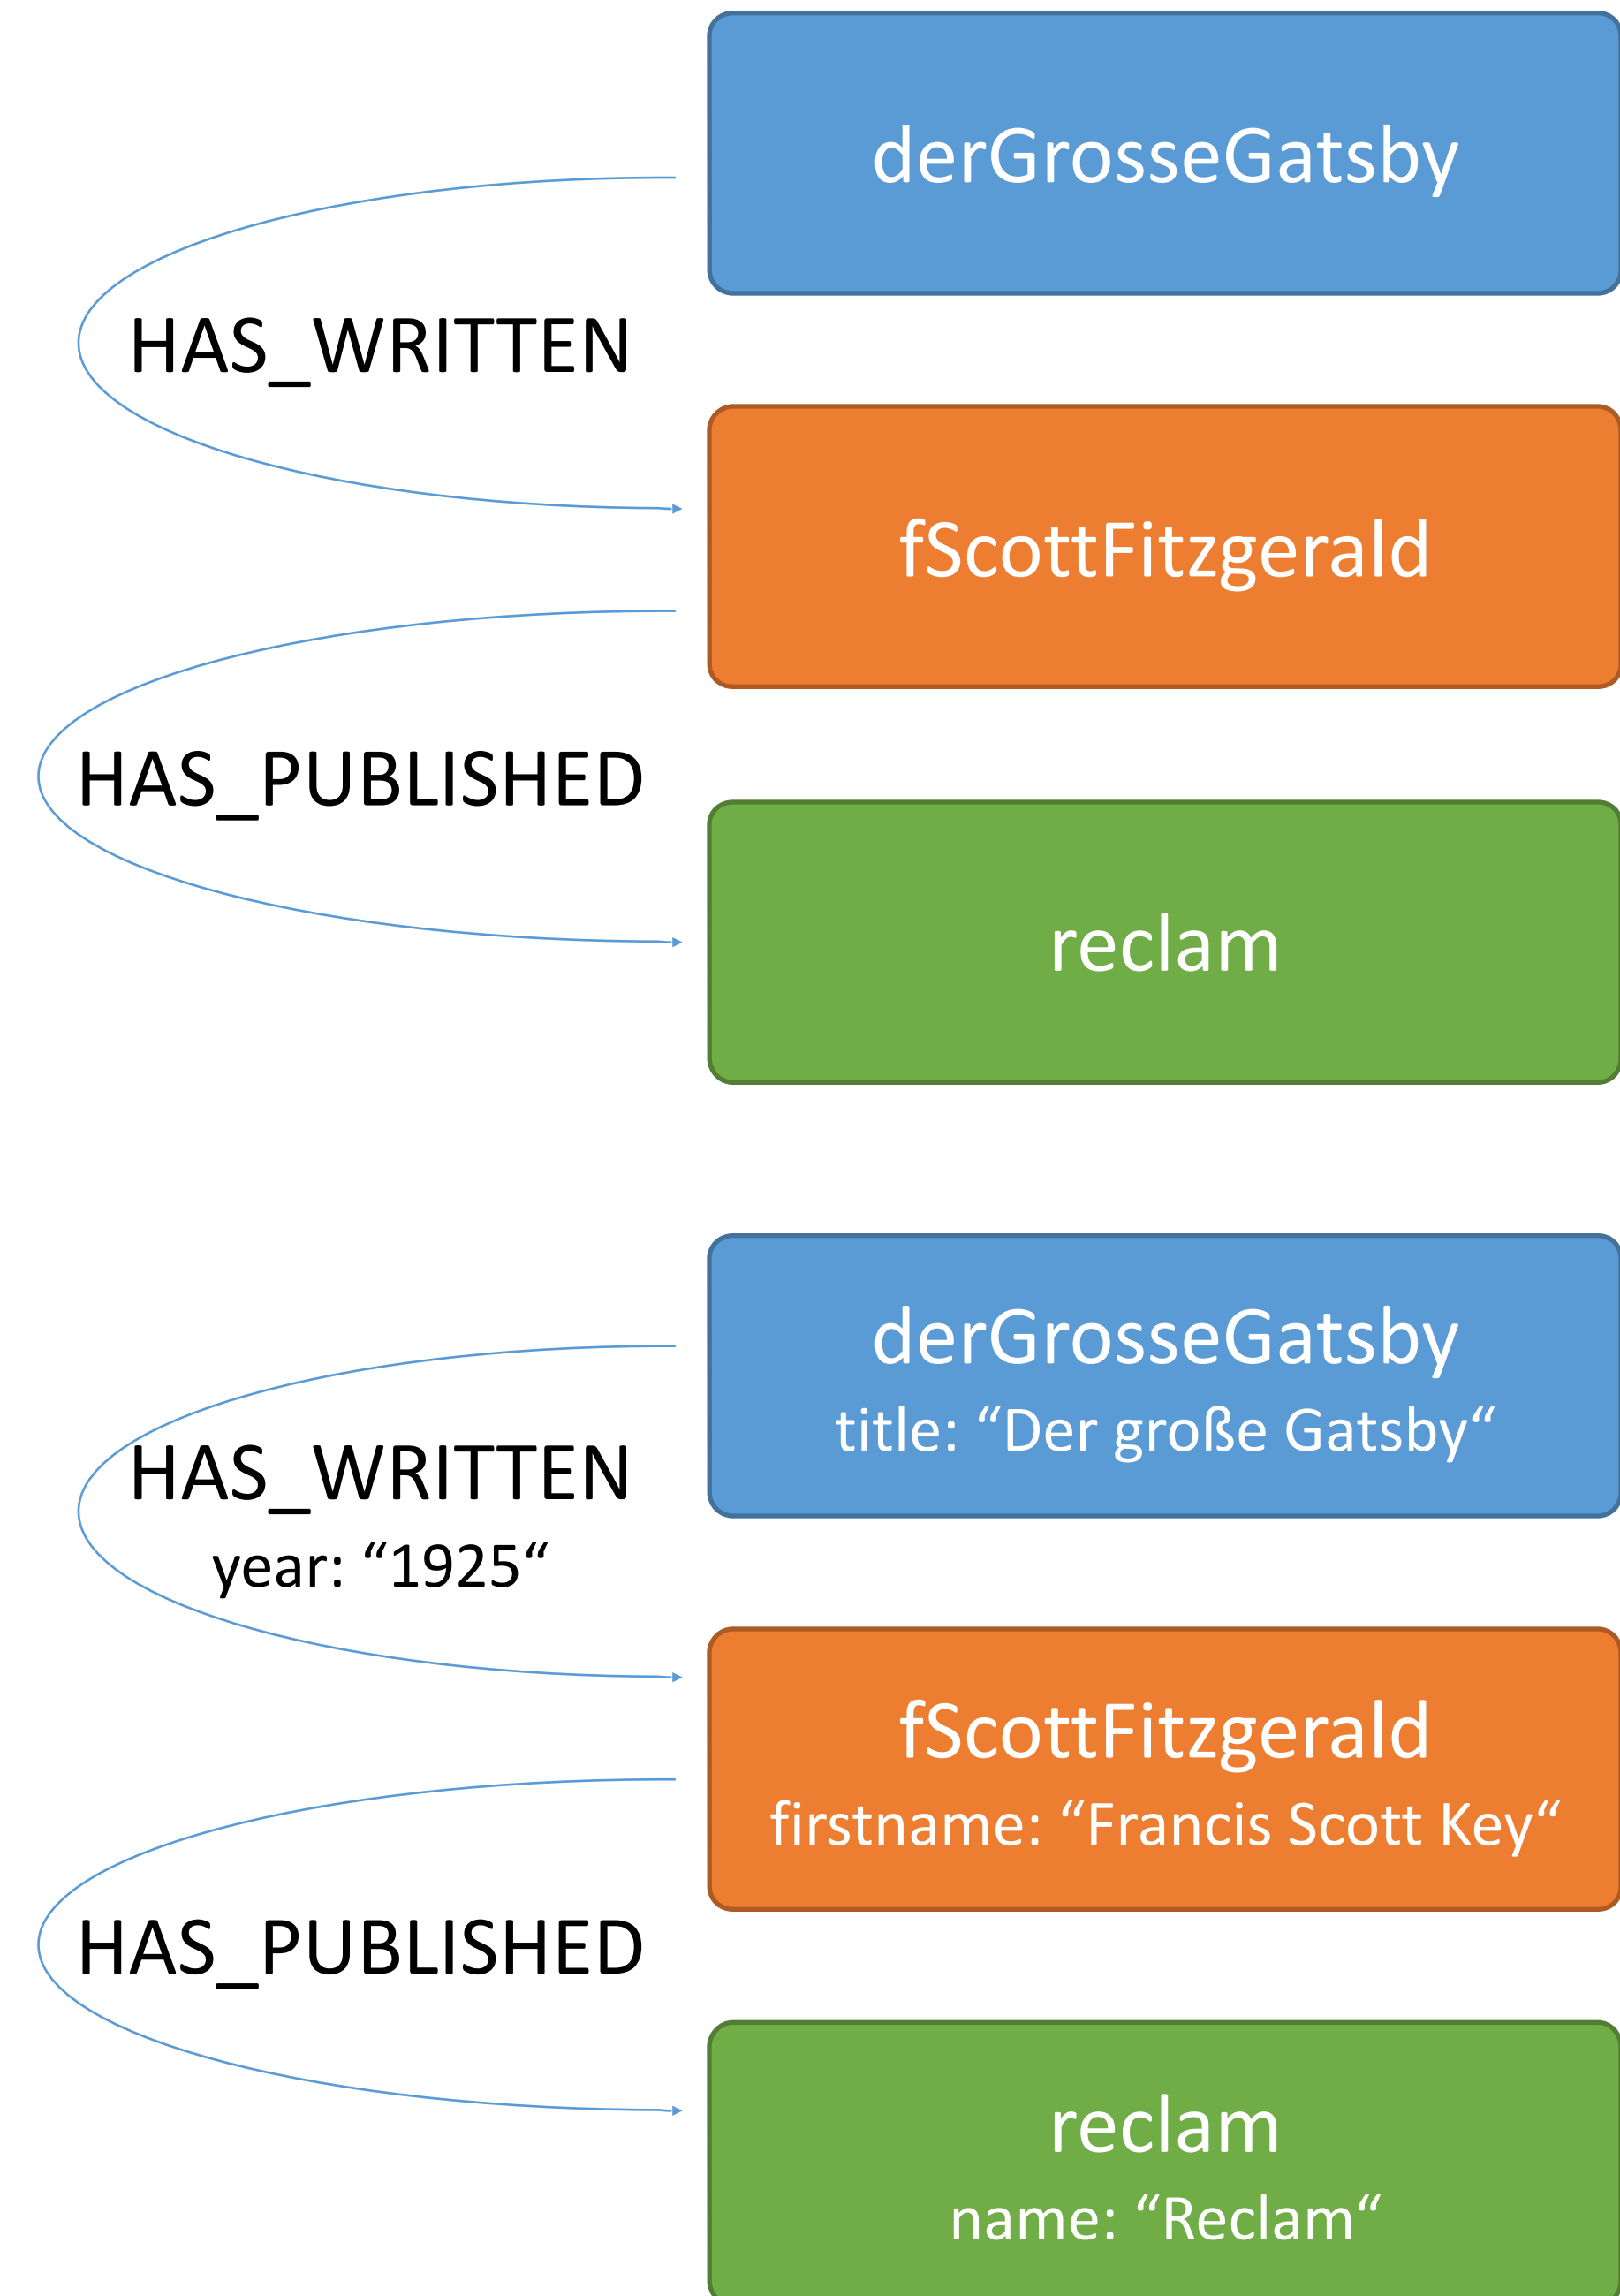 derGrosseGatsby
HAS_WRITTEN
fScottFitzgerald
HAS_PUBLISHED
reclam
derGrosseGatsby
title: “Der große Gatsby“
HAS_WRITTEN
year: “1925“
fScottFitzgerald
firstname: “Francis Scott Key“
HAS_PUBLISHED
reclam
name: “Reclam“